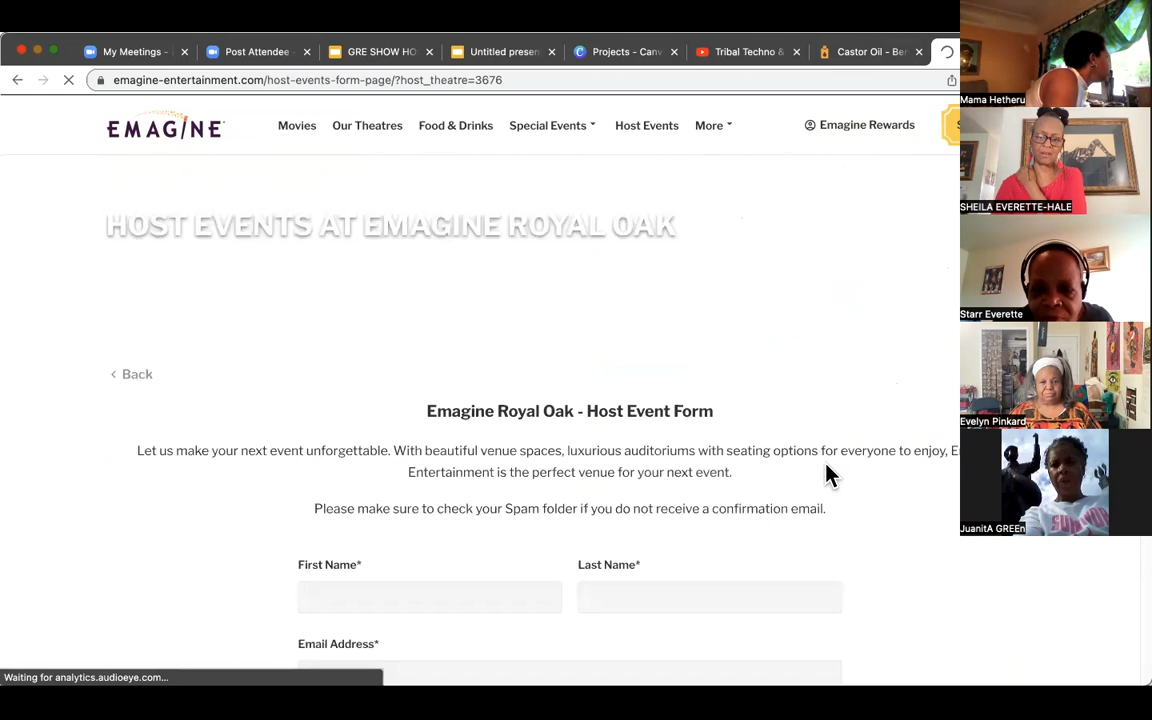 My Meetings -
Post Attendee -
GRE SHOW HO
Untitled presen
Projects - Canv
Tribal Techno &
Castor Oil - Be
emagine-entertainment.com/host-events-form-page/?host_theatre=3676
EMAGINE
Movies
Our Theatres
Food & Drinks
Special Events
Host Events
More
Emagine Rewards
HOST EVENTS AT EMAGINE ROYAL OAK
Back
Emagine Royal Oak - Host Event Form
Let us make your next event unforgettable. With beautiful venue spaces, luxurious auditoriums with seating options for everyone to enjoy, E
Entertainment is the perfect venue for your next event.
Please make sure to check your Spam folder if you do not receive a confirmation email.
First Name*
Last Name*
Email Address*
Waiting for analytics.audioeye.com...
Mama Hetheru
SHEILA EVERETTE-HALE
Starr Everette
Evelyn Pinkard
JuanitA GREEn